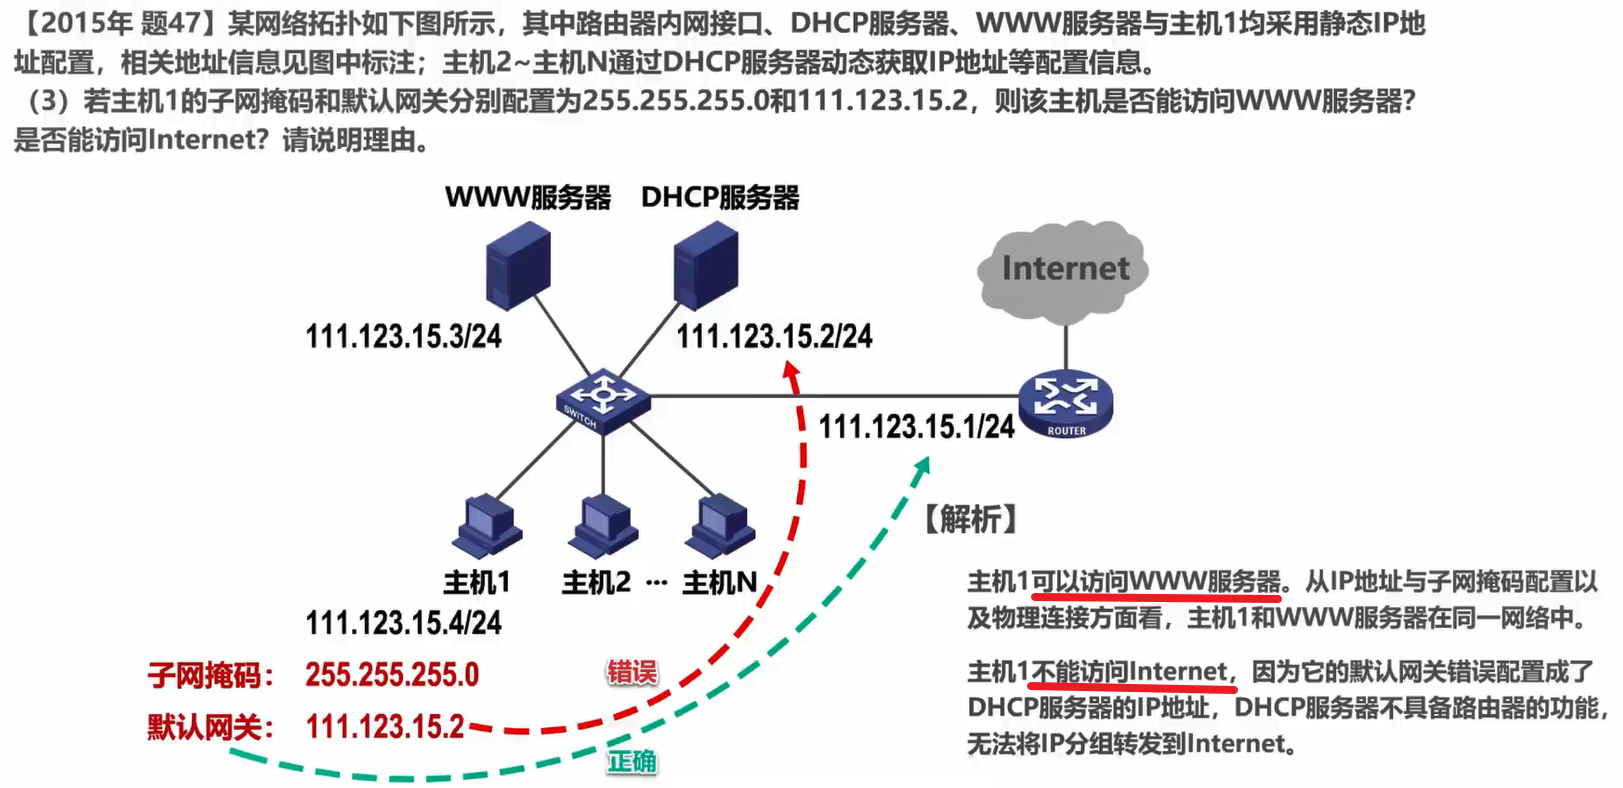 【2015年 题47】某网络拓扑如下图所示，其中路由器内网接口、DHCP服务器、WWW服务器与主机1均采用静态IP地
址配置，相关地址信息见图中标注；主机2~主机N通过DHCP服务器动态获取IP地址等配置信息。
（3）若主机1的子网掩码和默认网关分别配置为255.255.255.0和111.123.15.2，则该主机是否能访问WWW服务器？
是否能访问Internet？请说明理由。
WWW服务器 DHCP服务器
Internet
111.123.15.3/24
111.123.15.2/24
SWITCH
111.123.15.1/24
ROUTER
【解析】
主机1 主机2 ··· 主机N
111.123.15.4/24
子网掩码： 255.255.255.0
错误
默认网关： 111.123.15.2
正确
主机1可以访问WWW服务器。从IP地址与子网掩码配置以
及物理连接方面看，主机1和WWW服务器在同一网络中。
主机1不能访问Internet，因为它的默认网关错误配置成了
DHCP服务器的IP地址，DHCP服务器不具备路由器的功能，
无法将IP分组转发到Internet。